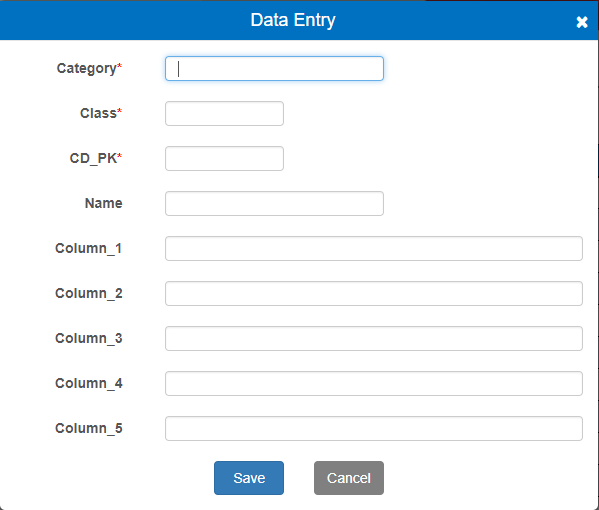 Data Entry
Category*
Class*
CD_PK*
Name
Column_1
Column_2
Column_3
Column_4
Column_5
Save Cancel